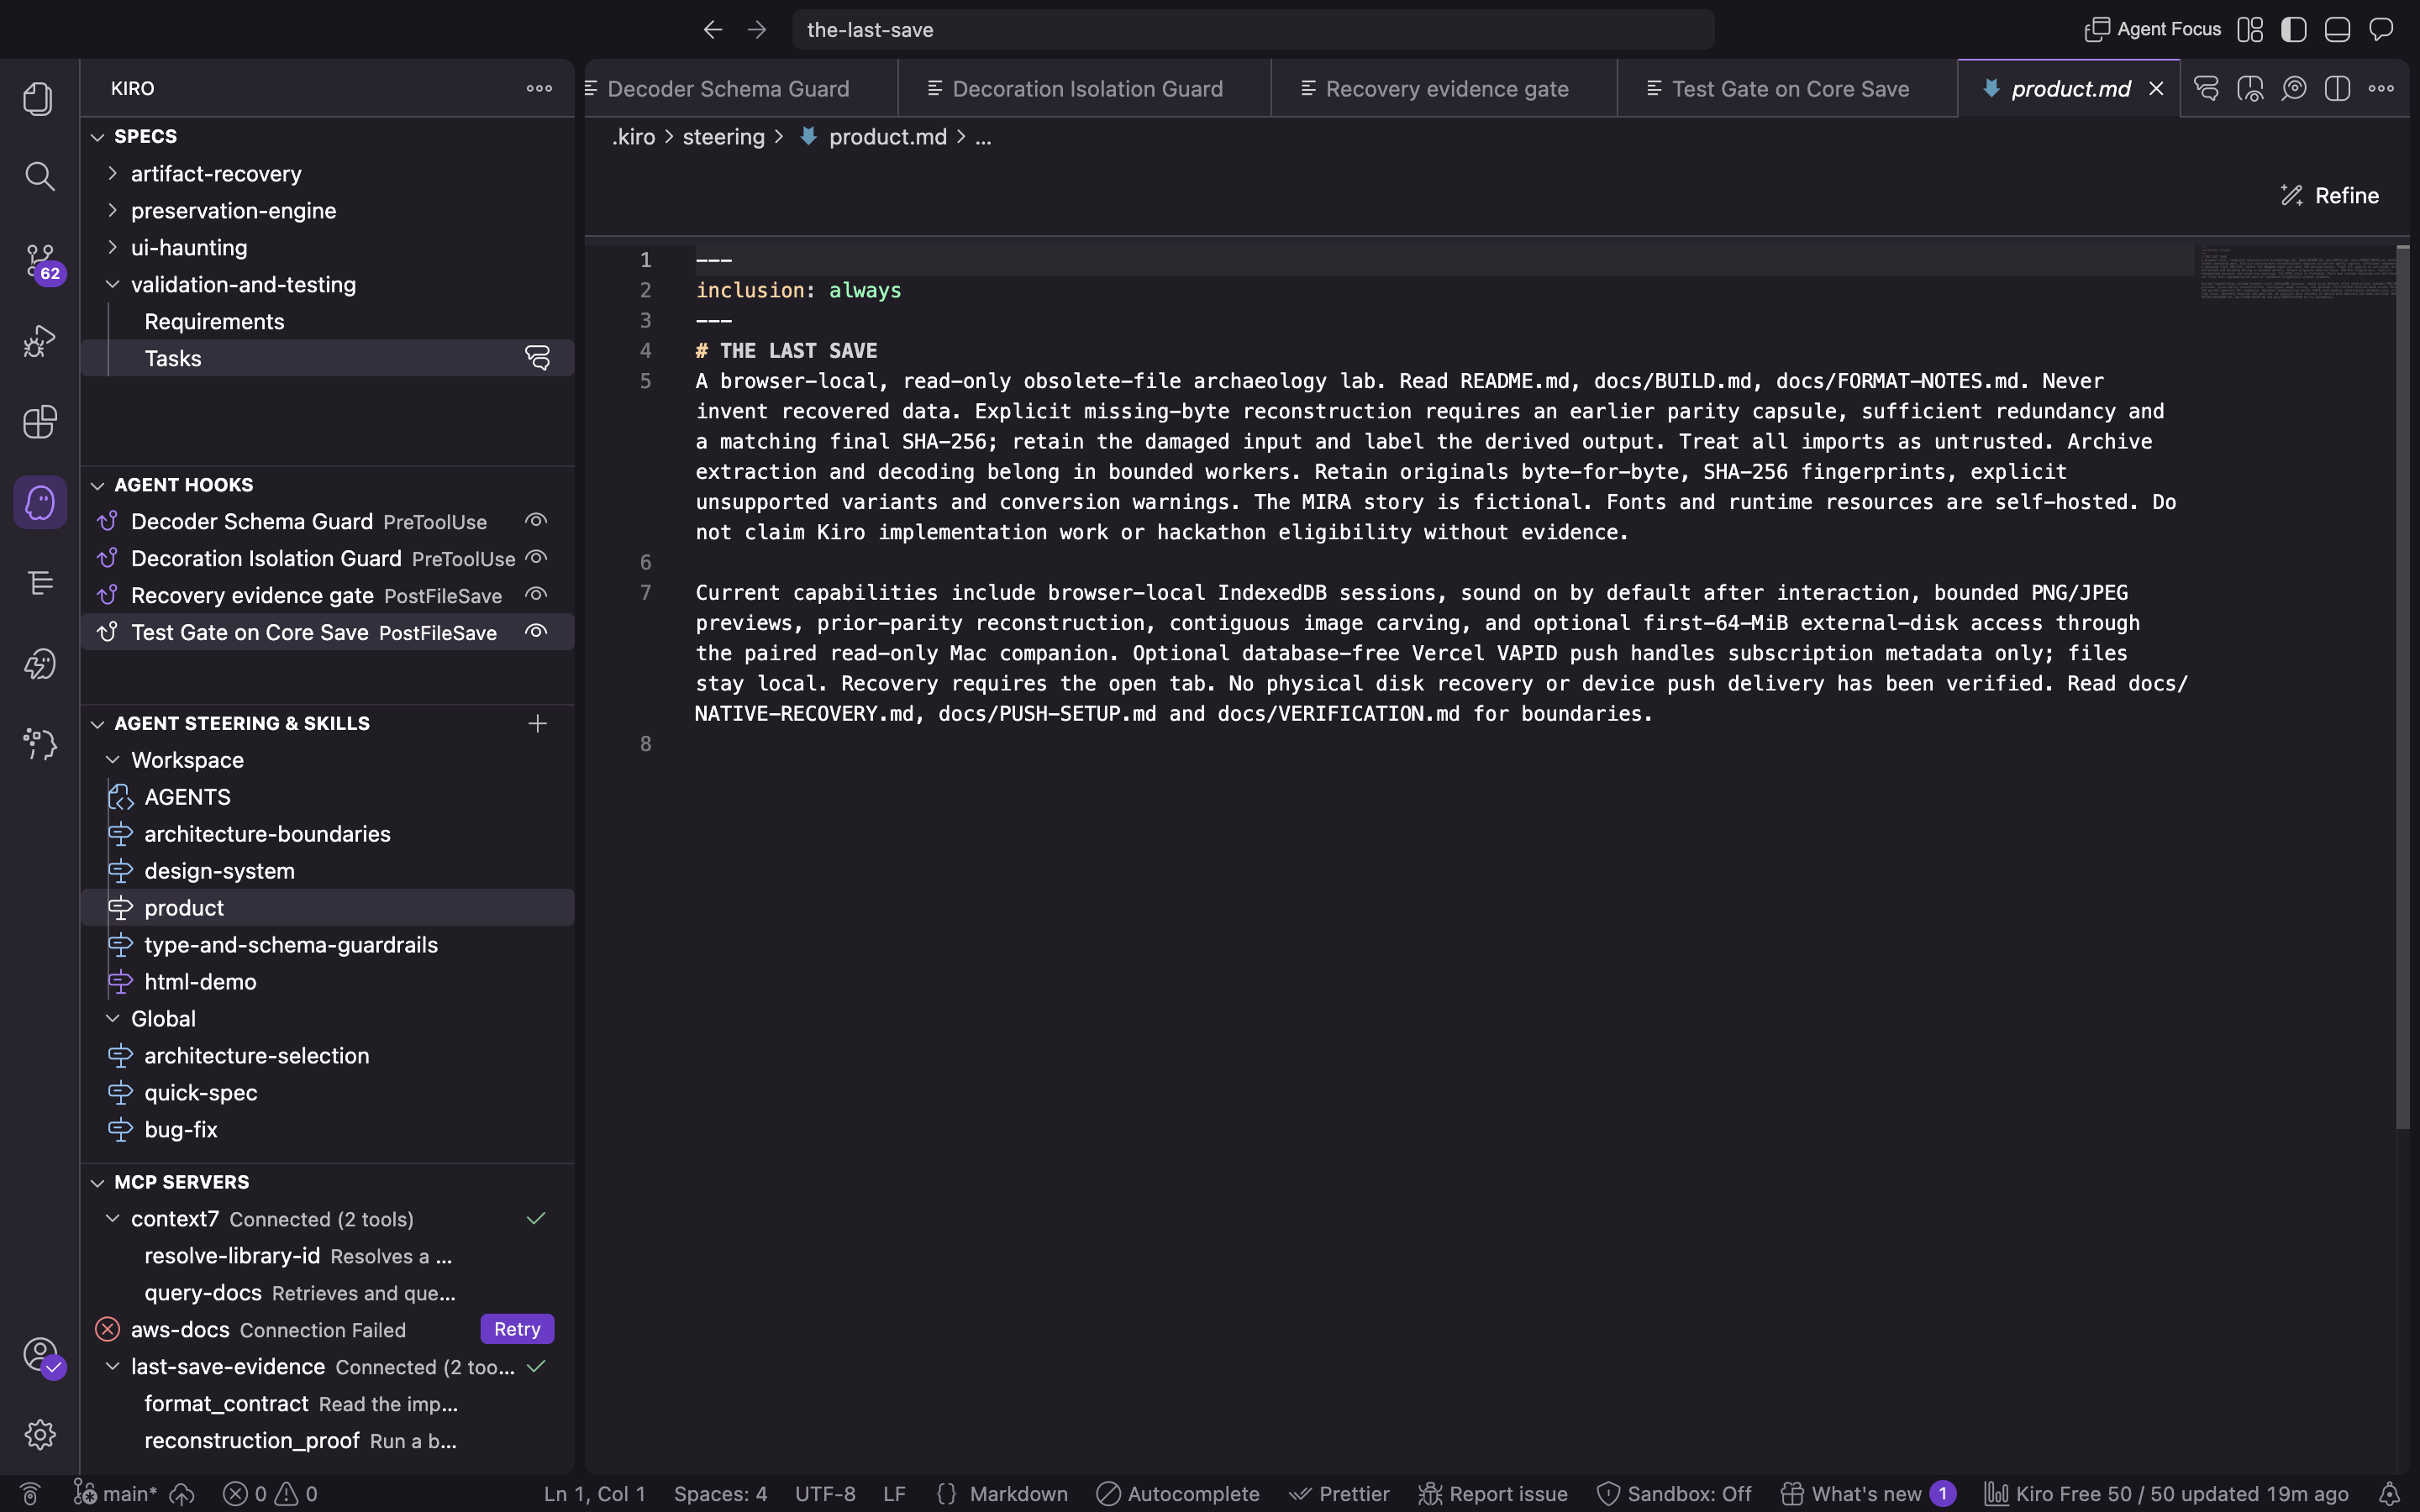 the-last-save
Agent Focus
KIRO
SPECS
artifact-recovery
preservation-engine
ui-haunting
validation-and-testing
Requirements
Tasks
62
AGENT HOOKS
Decoder Schema Guard PreToolUse
Decoration Isolation Guard PreToolUse
Recovery evidence gate PostFileSave
Test Gate on Core Save PostFileSave
AGENT STEERING & SKILLS
Workspace
AGENTS
architecture-boundaries
design-system
product
type-and-schema-guardrails
html-demo
Global
architecture-selection
quick-spec
bug-fix
MCP SERVERS
context7 Connected (2 tools)
resolve-library-id Resolves a ...
query-docs Retrieves and que...
aws-docs Connection Failed Retry
last-save-evidence Connected (2 too...
format_contract Read the imp...
reconstruction_proof Run a b...
Decoder Schema Guard
Decoration Isolation Guard
Recovery evidence gate
Test Gate on Core Save
product.md
.kiro > steering > product.md > ...
Refine
1 ---
2 inclusion: always
3 ---
4 # THE LAST SAVE
5 A browser-local, read-only obsolete-file archaeology lab. Read README.md, docs/BUILD.md, docs/FORMAT-NOTES.md. Never
invent recovered data. Explicit missing-byte reconstruction requires an earlier parity capsule, sufficient redundancy and
a matching final SHA-256; retain the damaged input and label the derived output. Treat all imports as untrusted. Archive
extraction and decoding belong in bounded workers. Retain originals byte-for-byte, SHA-256 fingerprints, explicit
unsupported variants and conversion warnings. The MIRA story is fictional. Fonts and runtime resources are self-hosted. Do
not claim Kiro implementation work or hackathon eligibility without evidence.
6
7 Current capabilities include browser-local IndexedDB sessions, sound on by default after interaction, bounded PNG/JPEG
previews, prior-parity reconstruction, contiguous image carving, and optional first-64-MiB external-disk access through
the paired read-only Mac companion. Optional database-free Vercel VAPID push handles subscription metadata only; files
stay local. Recovery requires the open tab. No physical disk recovery or device push delivery has been verified. Read docs/
NATIVE-RECOVERY.md, docs/PUSH-SETUP.md and docs/VERIFICATION.md for boundaries.
8
main* 0 0 Ln 1, Col 1 Spaces: 4 UTF-8 LF {} Markdown Autocomplete Prettier Report issue Sandbox: Off What's new 1 Kiro Free 50 / 50 updated 19m ago